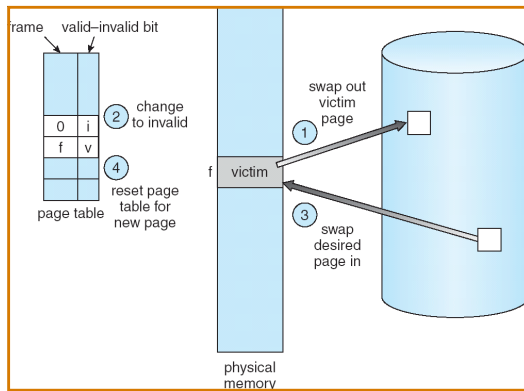 frame valid–invalid bit
0 i
f v
2
change
to invalid
4
reset page
table for
new page
page table
f victim
physical
memory
1
swap out
victim
page
3
swap
desired
page in